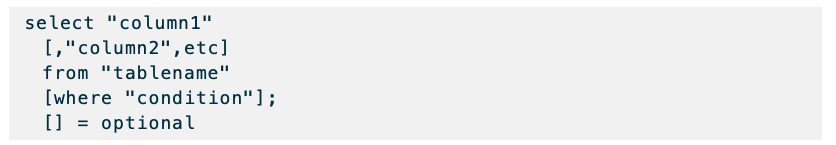 select "column1"
[,"column2",etc]
from "tablename"
[where "condition"];
[] = optional